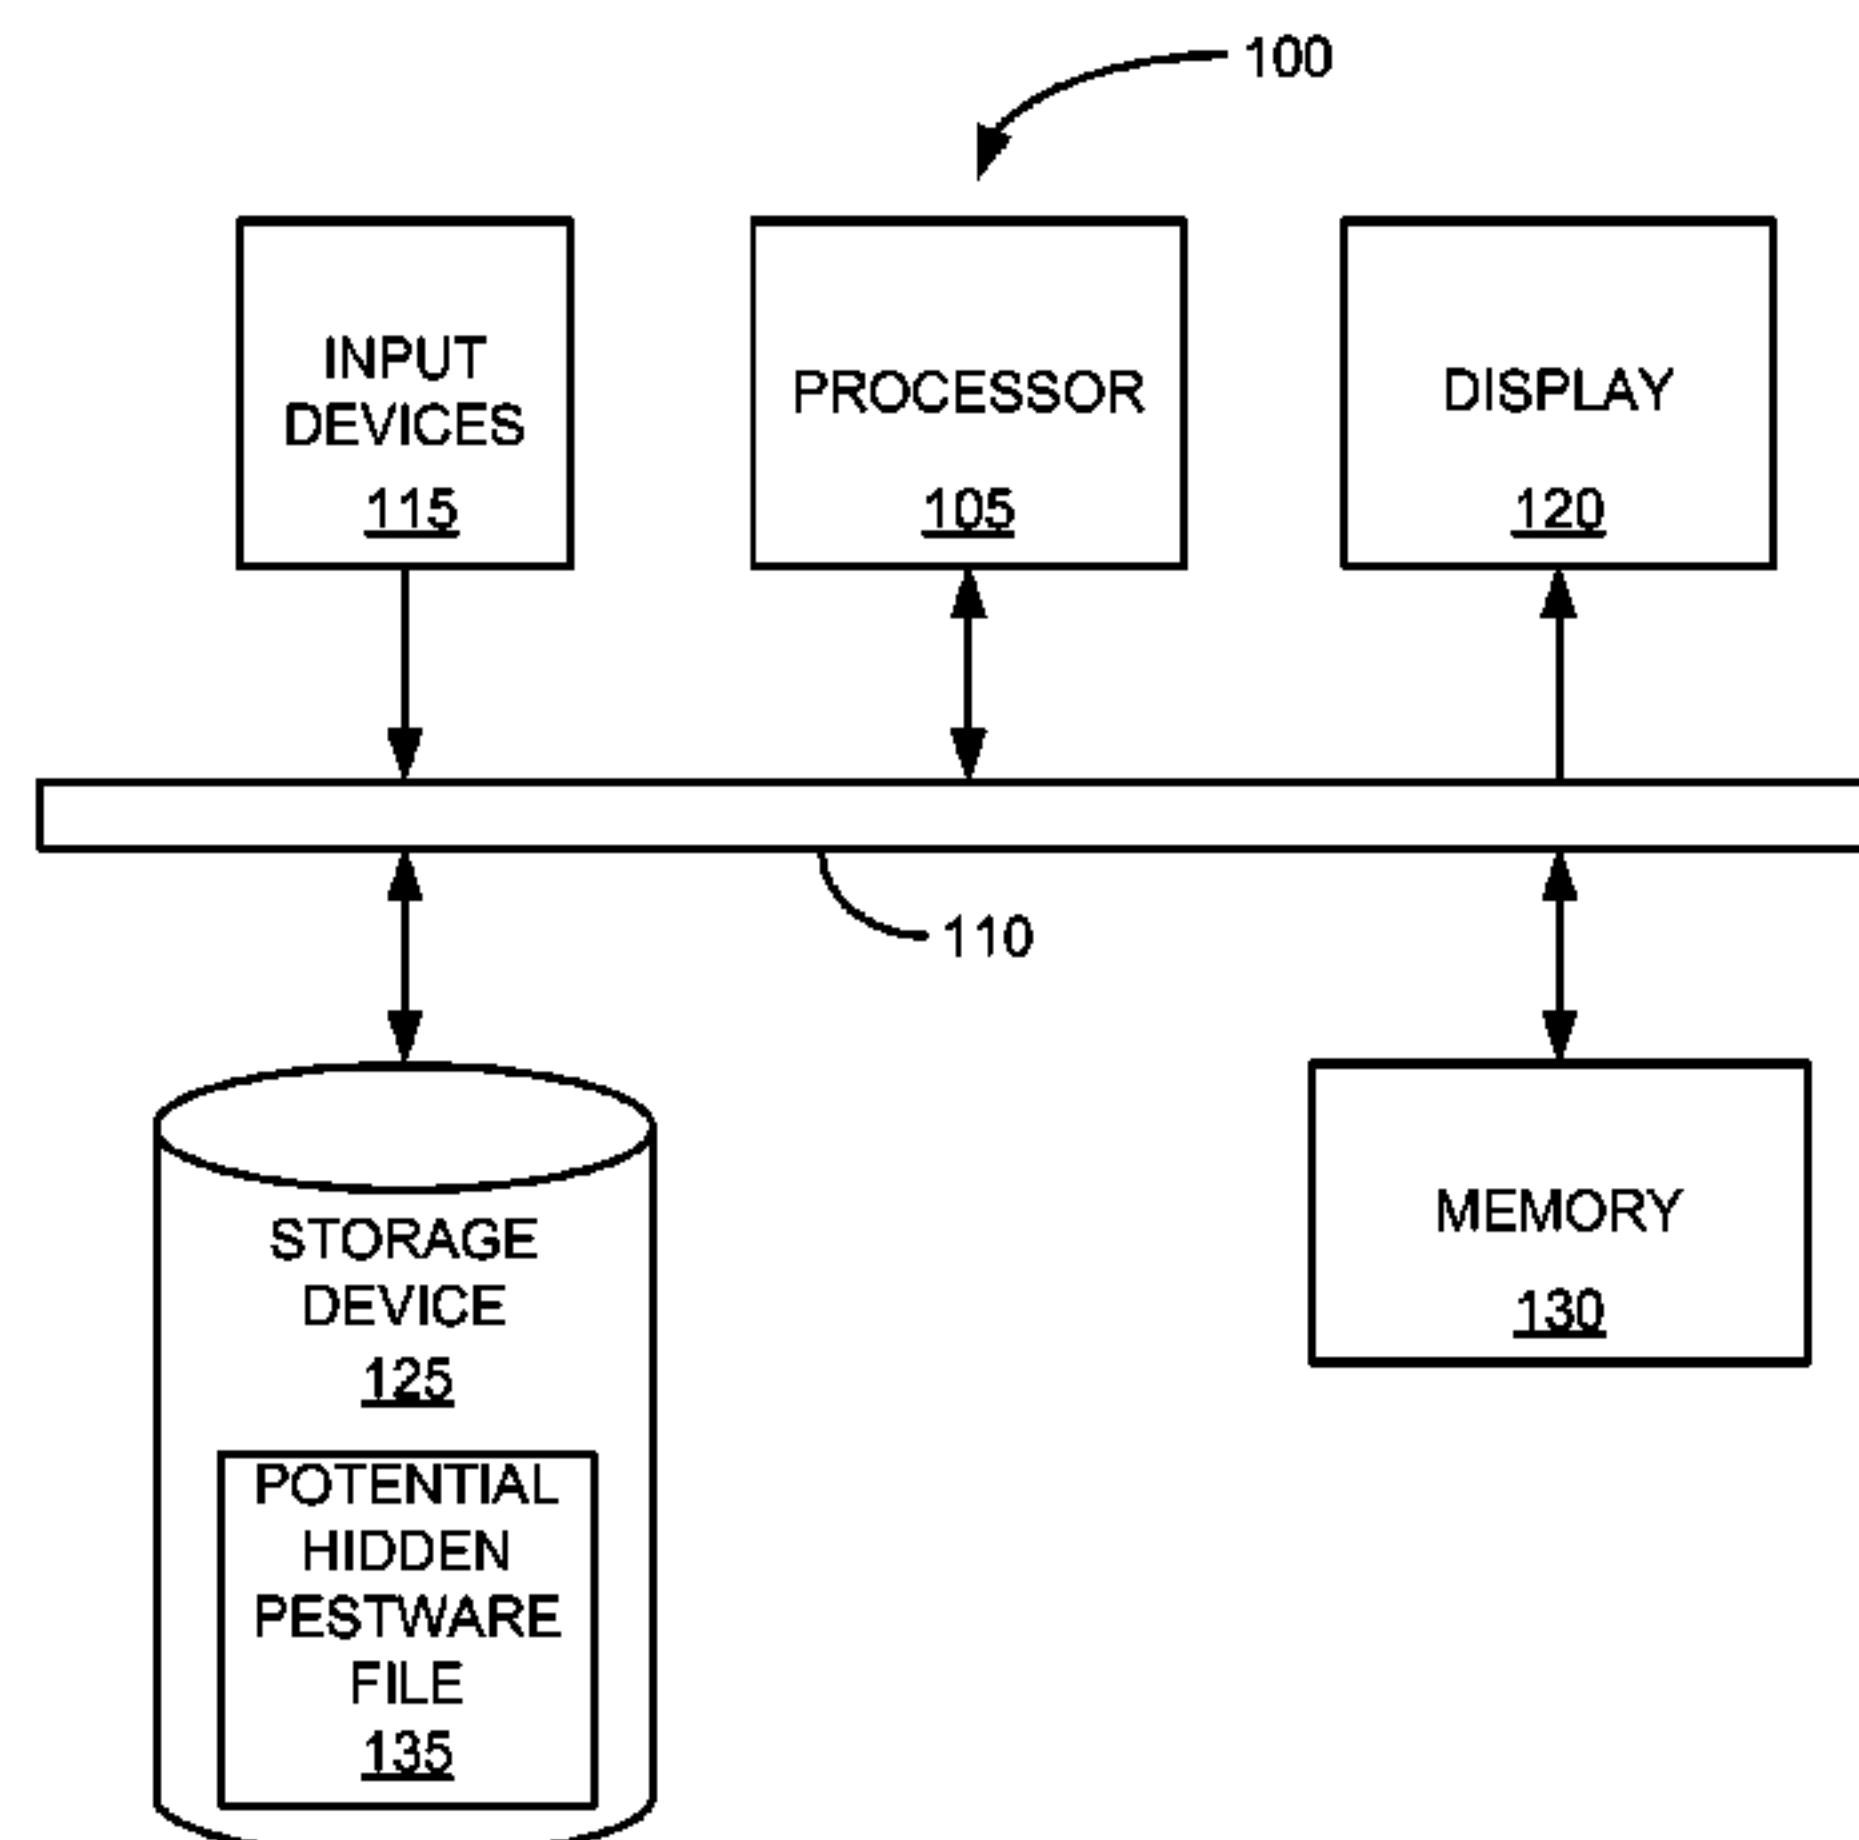 100
INPUT
DEVICES
115
PROCESSOR
105
DISPLAY
120
110
STORAGE
DEVICE
125
POTENTIAL
HIDDEN
PESTWARE
FILE
135
MEMORY
130